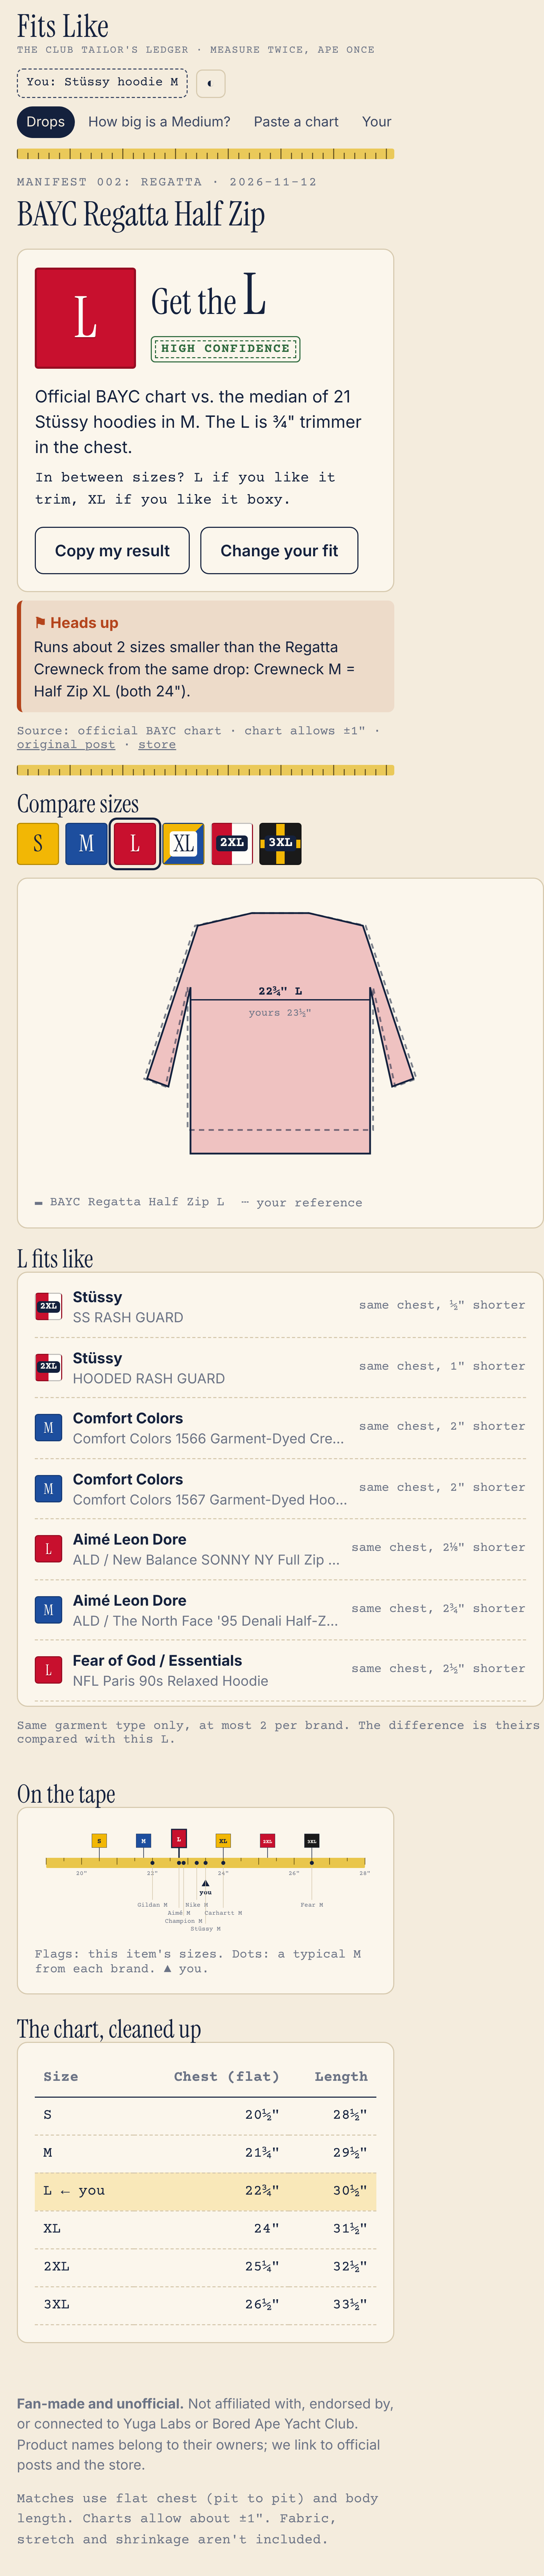 Fits Like
THE CLUB TAILOR'S LEDGER · MEASURE TWICE, APE ONCE
You: Stüssy hoodie M
Drops How big is a Medium? Paste a chart Your
MANIFEST 002: REGATTA · 2026-11-12
BAYC Regatta Half Zip
L
Get the L
HIGH CONFIDENCE
Official BAYC chart vs. the median of 21
Stüssy hoodies in M. The L is ¾" trimmer
in the chest.
In between sizes? L if you like it
trim, XL if you like it boxy.
Copy my result Change your fit
⚑ Heads up
Runs about 2 sizes smaller than the Regatta
Crewneck from the same drop: Crewneck M =
Half Zip XL (both 24").
Source: official BAYC chart · chart allows ±1" ·
original post · store
Compare sizes
S M L XL 2XL 3XL
22¾" L
yours 23½"
▬ BAYC Regatta Half Zip L ┄ your reference
L fits like
2XL Stüssy same chest, ½" shorter
SS RASH GUARD
2XL Stüssy same chest, 1" shorter
HOODED RASH GUARD
M Comfort Colors same chest, 2" shorter
Comfort Colors 1566 Garment-Dyed Cre...
M Comfort Colors same chest, 2" shorter
Comfort Colors 1567 Garment-Dyed Hoo...
L Aimé Leon Dore same chest, 2⅛" shorter
ALD / New Balance SONNY NY Full Zip ...
M Aimé Leon Dore same chest, 2¾" shorter
ALD / The North Face '95 Denali Half-Z...
L Fear of God / Essentials same chest, 2½" shorter
NFL Paris 90s Relaxed Hoodie
Same garment type only, at most 2 per brand. The difference is theirs
compared with this L.
On the tape
S M L XL 2XL 3XL
20" 22" 24" 26" 28"
you
Gildan M Nike M Fear M
Aimé M Carhartt M
Champion M
Stüssy M
Flags: this item's sizes. Dots: a typical M
from each brand. ▲ you.
The chart, cleaned up
Size Chest (flat) Length
S 20½" 28½"
M 21¾" 29½"
L ← you 22¾" 30½"
XL 24" 31½"
2XL 25¼" 32½"
3XL 26½" 33½"
Fan-made and unofficial. Not affiliated with, endorsed by,
or connected to Yuga Labs or Bored Ape Yacht Club.
Product names belong to their owners; we link to official
posts and the store.
Matches use flat chest (pit to pit) and body
length. Charts allow about ±1". Fabric,
stretch and shrinkage aren't included.